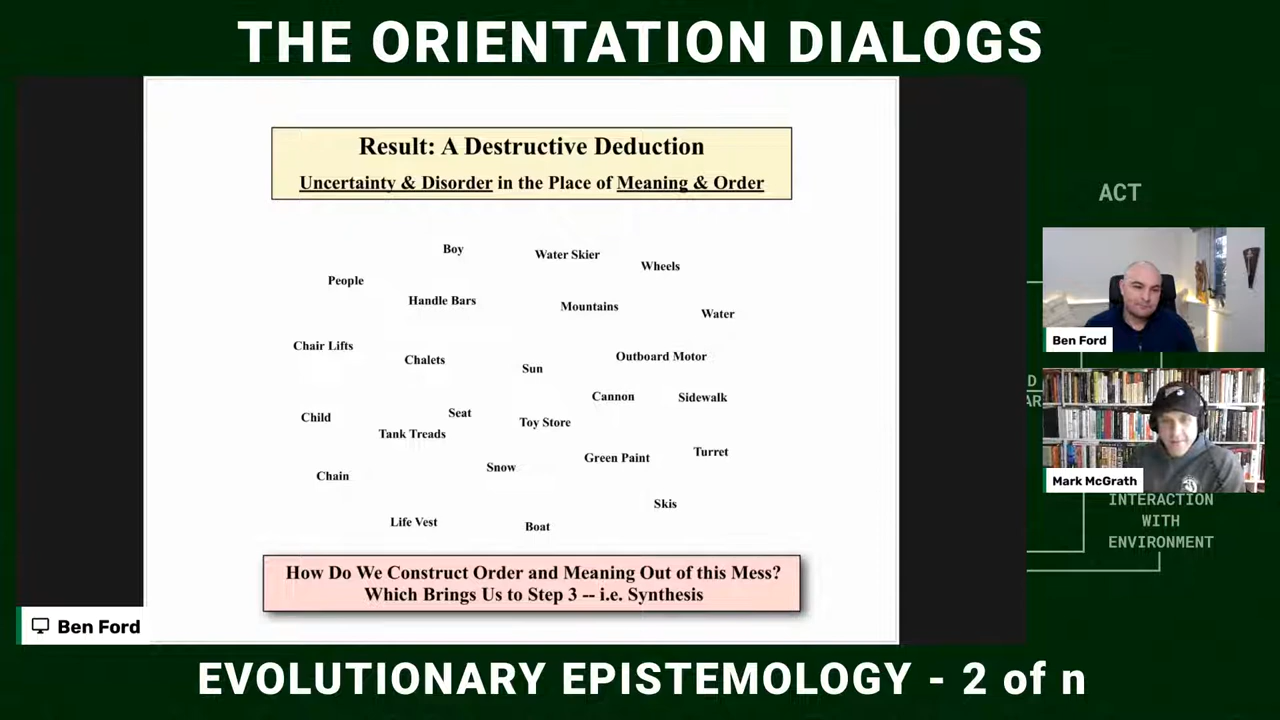 THE ORIENTATION DIALOGS
Result: A Destructive Deduction
Uncertainty & Disorder in the Place of Meaning & Order
Boy
Water Skier
Wheels
People
Handle Bars
Mountains
Water
Chair Lifts
Chalets
Sun
Outboard Motor
Cannon
Sidewalk
Child
Seat
Toy Store
Tank Treads
Green Paint
Turret
Chain
Snow
Skis
Life Vest
Boat
How Do We Construct Order and Meaning Out of this Mess?
Which Brings Us to Step 3 -- i.e. Synthesis
Ben Ford
ACT
Ben Ford
Mark McGrath
INTERACTION
WITH
ENVIRONMENT
EVOLUTIONARY EPISTEMOLOGY - 2 of n